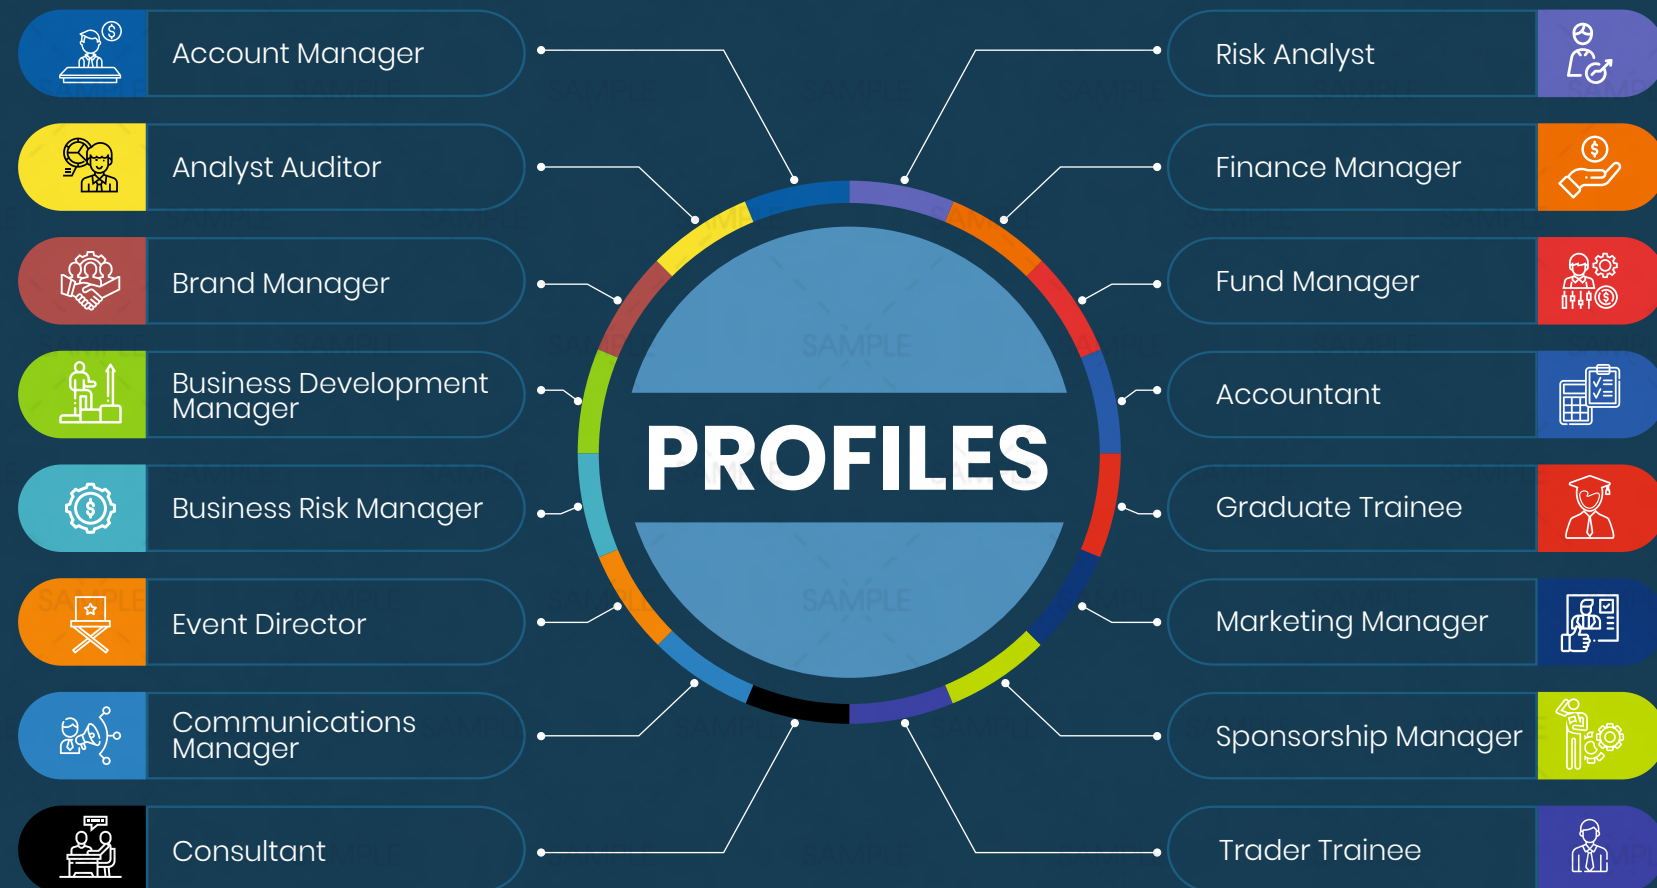 Account Manager
Analyst Auditor
Brand Manager
Business Development
Manager
Business Risk Manager
Event Director
Communications
Manager
Consultant
PROFILES
Risk Analyst
Finance Manager
Fund Manager
Accountant
Graduate Trainee
Marketing Manager
Sponsorship Manager
Trader Trainee
SAMPLE